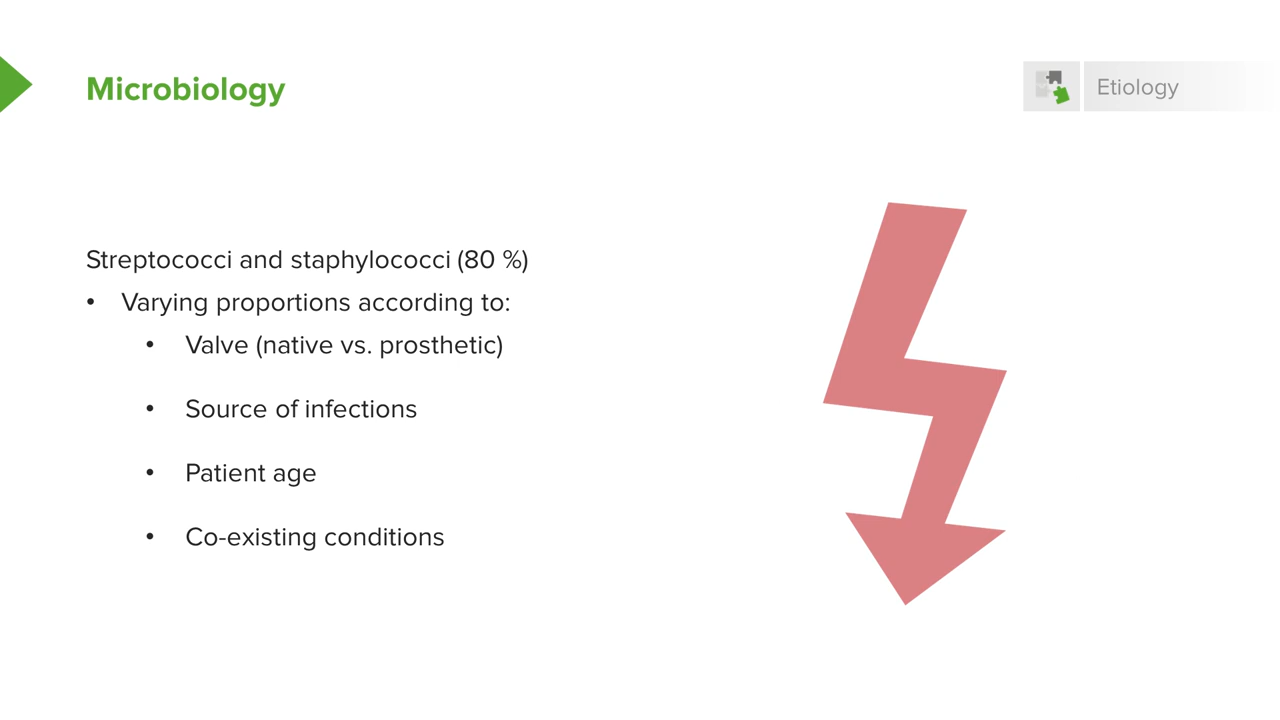 Microbiology
Etiology
Streptococci and staphylococci (80 %)
• Varying proportions according to:
• Valve (native vs. prosthetic)
• Source of infections
• Patient age
• Co-existing conditions